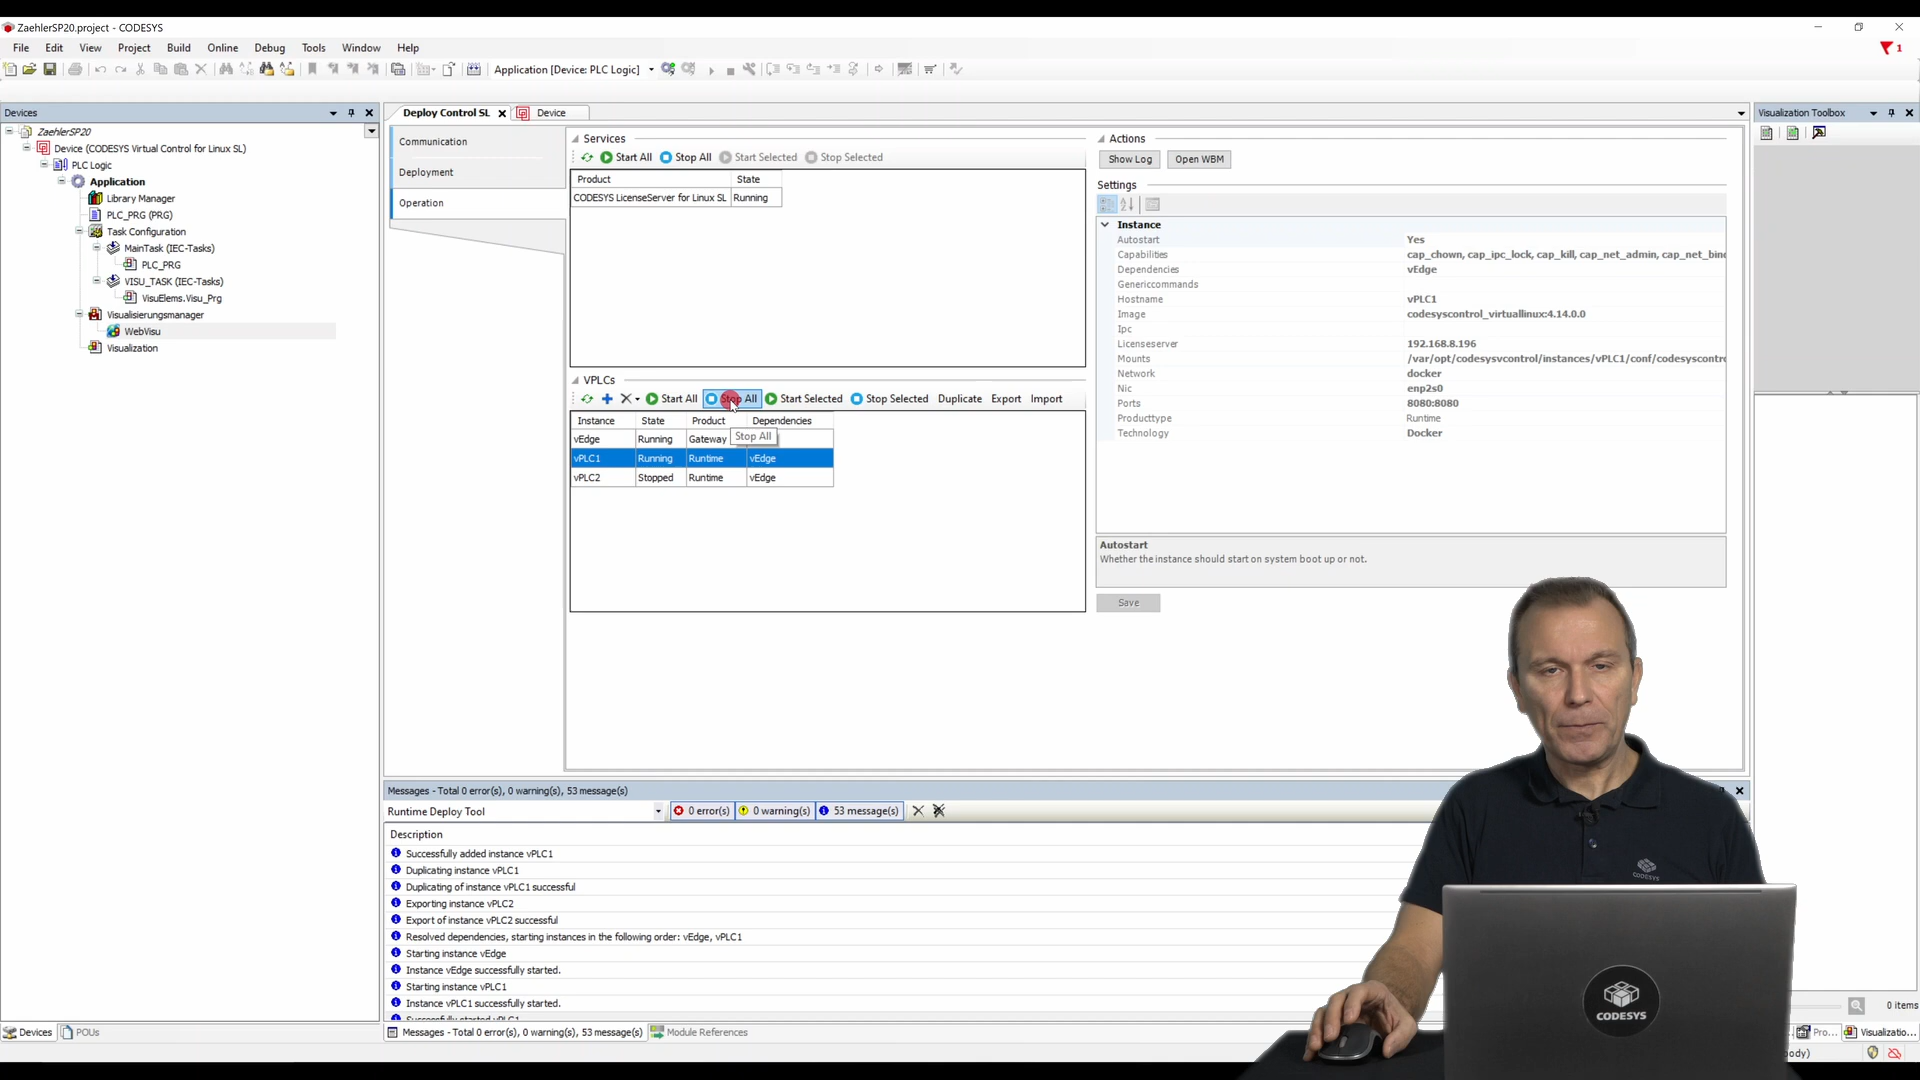 ZaehlerSP20.project - CODESYS
File Edit View Project Build Online Debug Tools Window Help
1
Application [Device: PLC Logic]
Devices
ZaehlerSP20
Device (CODESYS Virtual Control for Linux SL)
PLC Logic
Application
Library Manager
PLC_PRG (PRG)
Task Configuration
MainTask (IEC-Tasks)
PLC_PRG
VISU_TASK (IEC-Tasks)
VisuElems.Visu_Prg
Visualisierungsmanager
WebVisu
Visualization
Deploy Control SL
Device
Communication
Deployment
Operation
Services
Start All Stop All Start Selected Stop Selected
Product State
CODESYS LicenseServer for Linux SL Running
VPLCs
Start All Stop All Start Selected Stop Selected Duplicate Export Import
Instance State Product Dependencies
vEdge Running Gateway
Stop All
vPLC1 Running Runtime vEdge
vPLC2 Stopped Runtime vEdge
Actions
Show Log Open WBM
Settings
Instance
Autostart Yes
Capabilities cap_chown, cap_ipc_lock, cap_kill, cap_net_admin, cap_net_bind
Dependencies vEdge
Genericcommands
Hostname vPLC1
Image codesyscontrol_virtuallinux:4.14.0.0
Ipc
Licenseserver 192.168.8.196
Mounts /var/opt/codesysvcontrol/instances/vPLC1/conf/codesyscontro
Network docker
Nic enp2s0
Ports 8080:8080
Producttype Runtime
Technology Docker
Autostart
Whether the instance should start on system boot up or not.
Save
Visualization Toolbox
Messages - Total 0 error(s), 0 warning(s), 53 message(s)
Runtime Deploy Tool
0 error(s) 0 warning(s) 53 message(s)
Description
Successfully added instance vPLC1
Duplicating instance vPLC1
Duplicating of instance vPLC1 successful
Exporting instance vPLC2
Export of instance vPLC2 successful
Resolved dependencies, starting instances in the following order: vEdge, vPLC1
Starting instance vEdge
Instance vEdge successfully started.
Starting instance vPLC1
Instance vPLC1 successfully started.
Successfully started vPLC1
Devices POUs
Messages - Total 0 error(s), 0 warning(s), 53 message(s)
Module References
0 items
Pro...
Visualizatio...
CODESYS
CODESYS